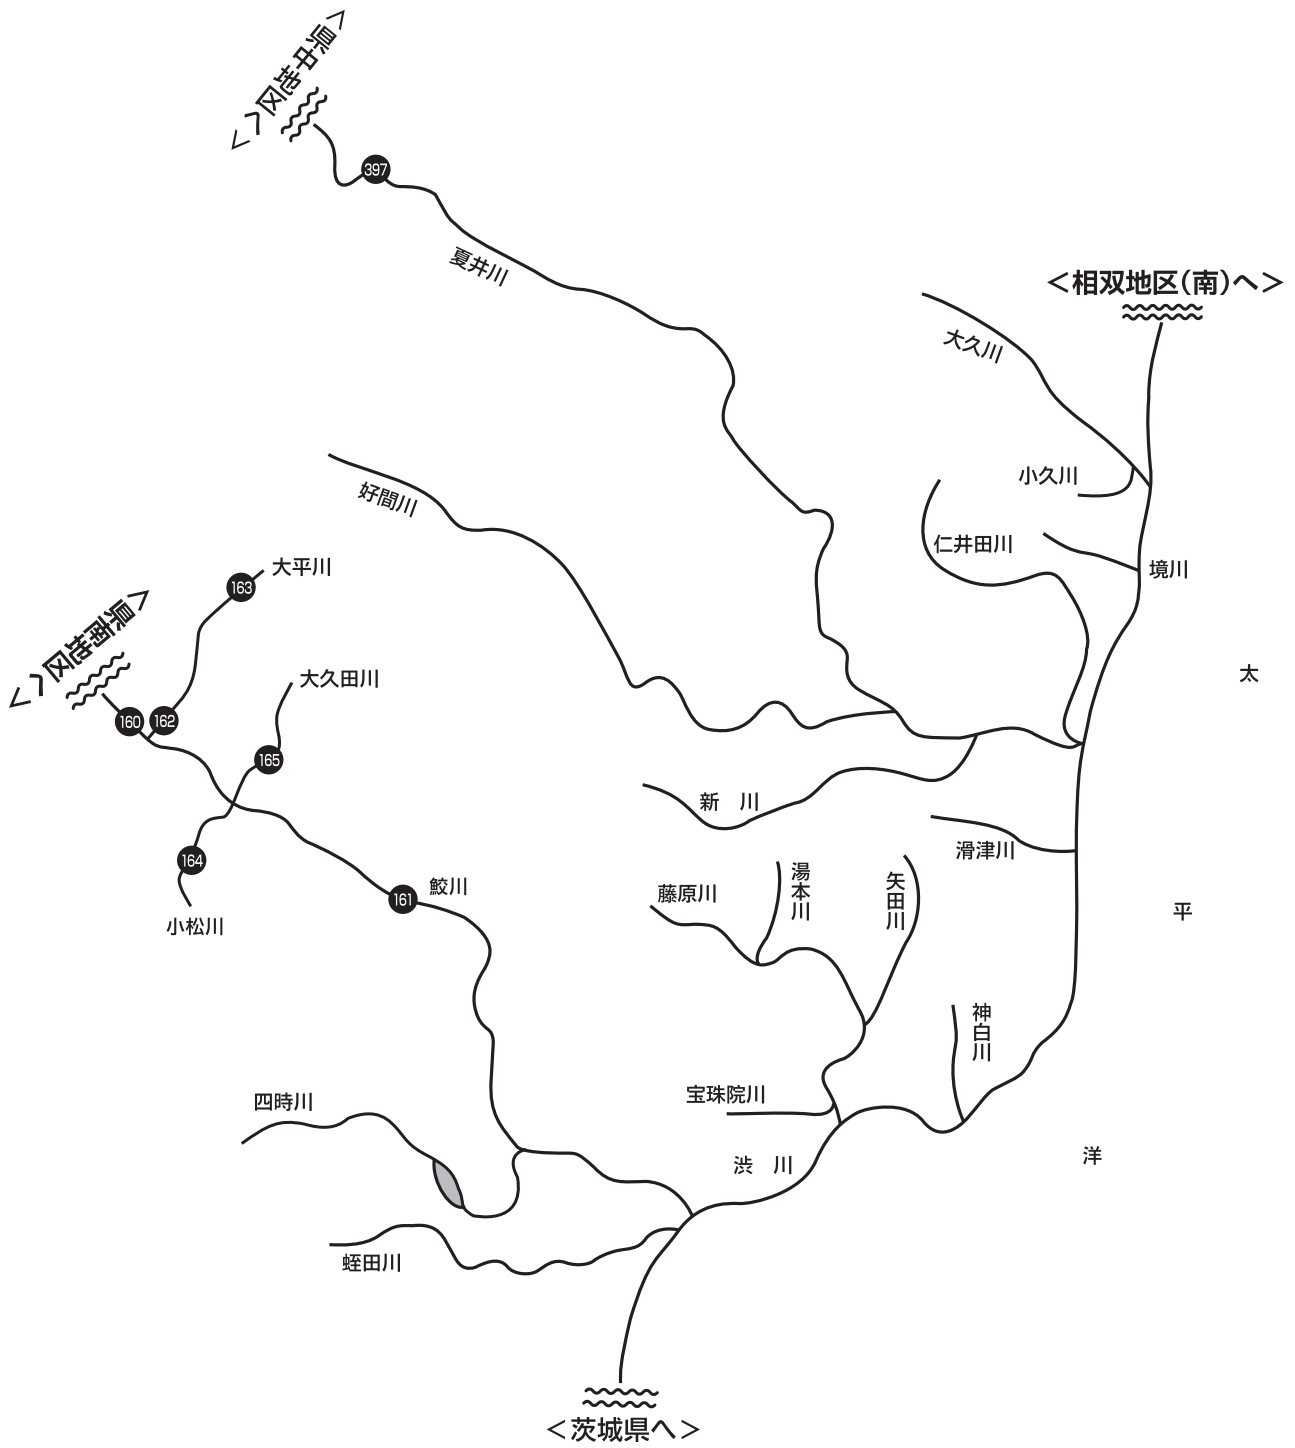 ＜県中地区へ＞
397
夏井川
＜相双地区（南）へ＞
大久川
小久川
好間川
仁井田川
境川
大平川
163
＜県南地区へ＞
大久田川
160
162
165
太
新　川
滑津川
164
小松川
161
鮫川
藤原川
湯本川
矢田川
平
神白川
四時川
宝珠院川
渋　川
洋
蛭田川
＜茨城県へ＞